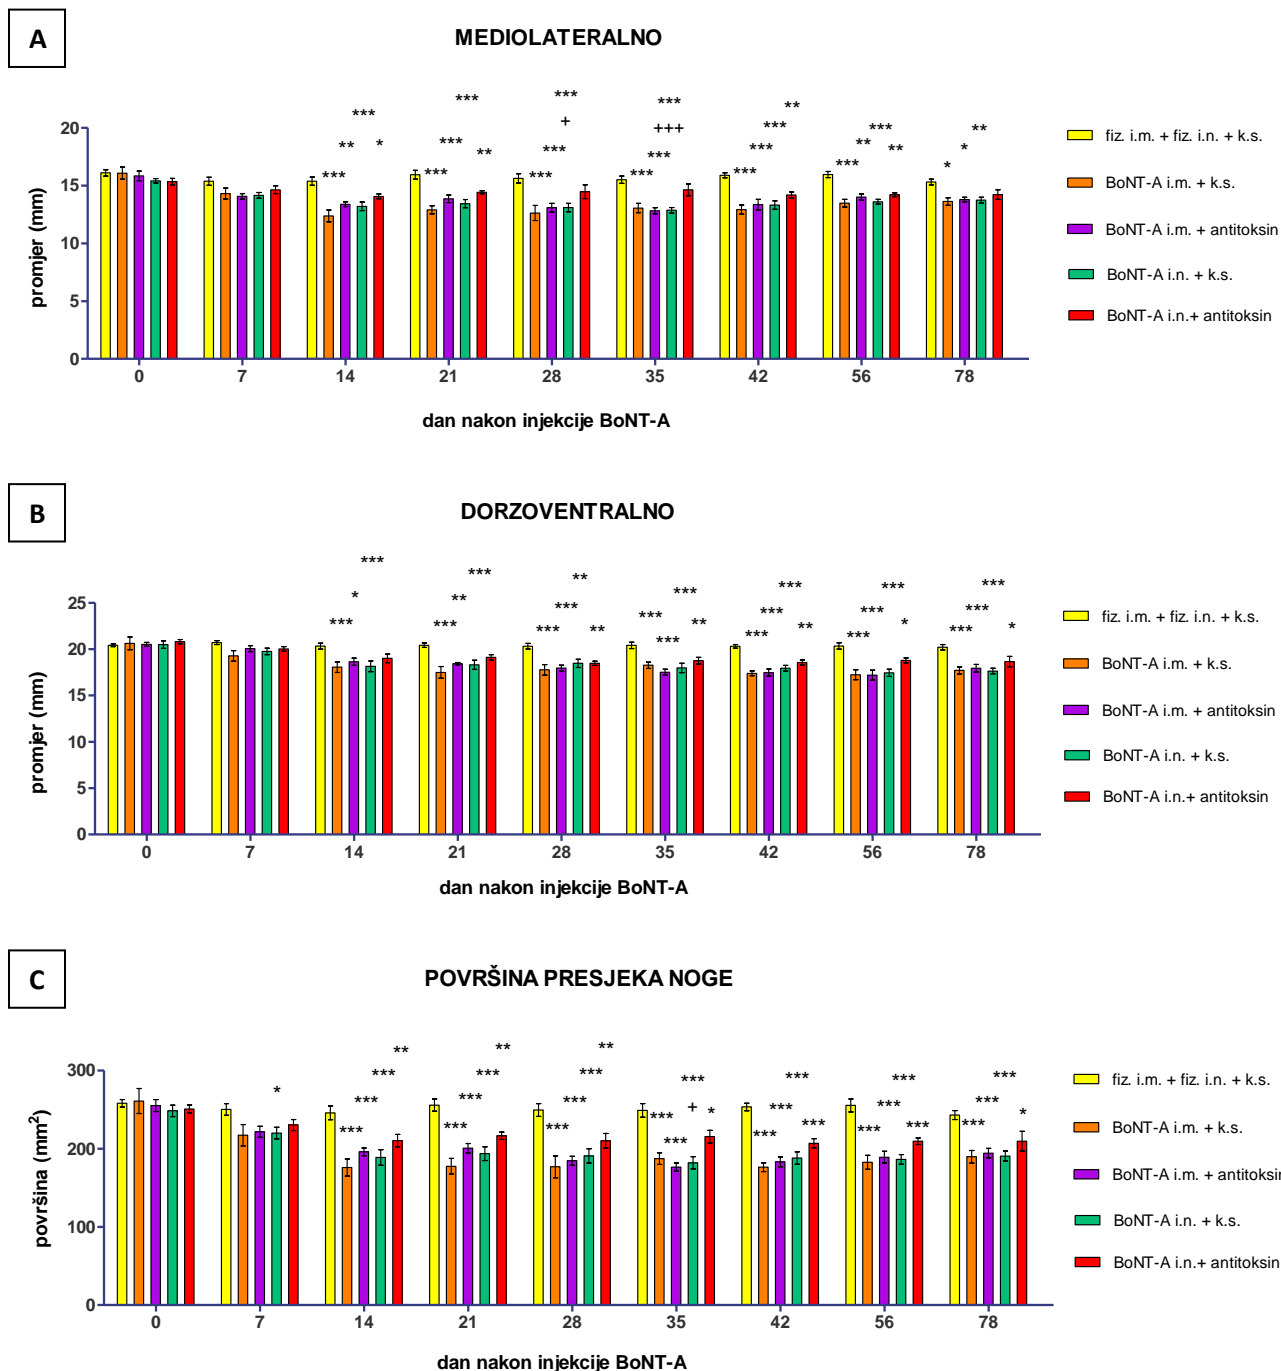 A
MEDIOLATERALNO
*** *** *** *** **
+ +++ *** *** **
** *** *** *** *** ** *
*** * *** ** *** *** *** *** ** *
promjer (mm)
20
15
10
5
0
0 7 14 21 28 35 42 56 78
dan nakon injekcije BoNT-A
fiz. i.m. + fiz. i.n. + k.s.
BoNT-A i.m. + k.s.
BoNT-A i.m. + antitoksin
BoNT-A i.n. + k.s.
BoNT-A i.n.+ antitoksin
B
DORZOVENTRALNO
*** *** ** *** *** *** ***
* ** *** *** *** *** ***
*** *** *** ** *** *** ** *** ** *** * *** *
promjer (mm)
25
20
15
10
5
0
0 7 14 21 28 35 42 56 78
dan nakon injekcije BoNT-A
fiz. i.m. + fiz. i.n. + k.s.
BoNT-A i.m. + k.s.
BoNT-A i.m. + antitoksin
BoNT-A i.n. + k.s.
BoNT-A i.n.+ antitoksin
C
POVRŠINA PRESJEKA NOGE
** ** **
* *** *** *** *** *** *** ***
*** *** *** + * *** *** ***
*** *** *** *** *** *** *** *** *** *** *
površina (mm²)
300
200
100
0
0 7 14 21 28 35 42 56 78
dan nakon injekcije BoNT-A
fiz. i.m. + fiz. i.n. + k.s.
BoNT-A i.m. + k.s.
BoNT-A i.m. + antitoksin
BoNT-A i.n. + k.s.
BoNT-A i.n.+ antitoksin